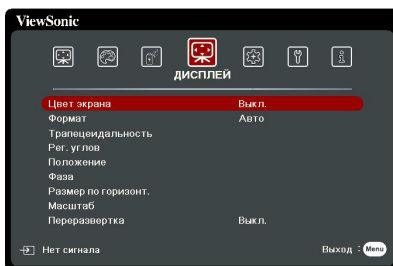 ViewSonic
ДИСПЛЕЙ
Цвет экрана Выкл.
Формат Авто
Трапецеидальность
Рег. углов
Положение
Фаза
Размер по горизонт.
Масштаб
Переразвертка Выкл.
Нет сигнала Выход : Menu